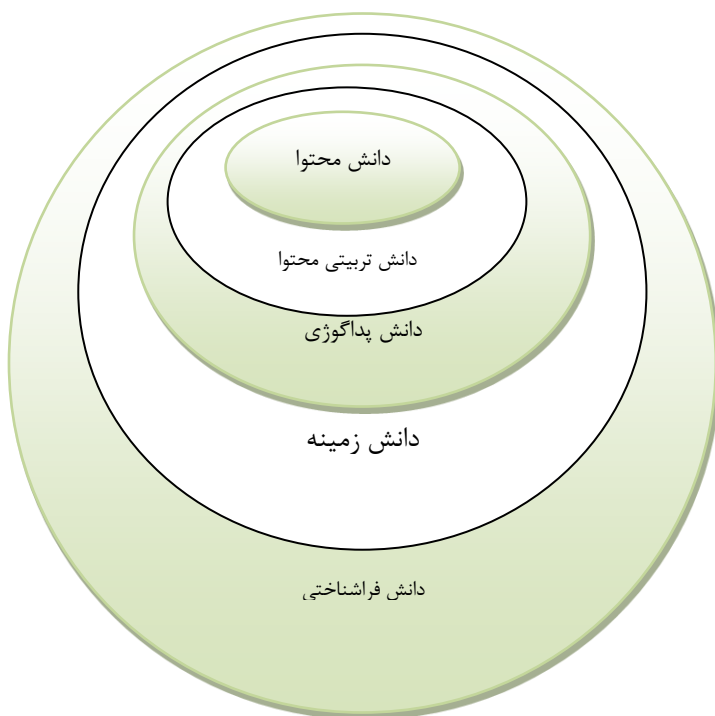 دانش محتوا
دانش تربیتی محتوا
دانش پداگوژی
دانش زمینه
دانش فراشناختی